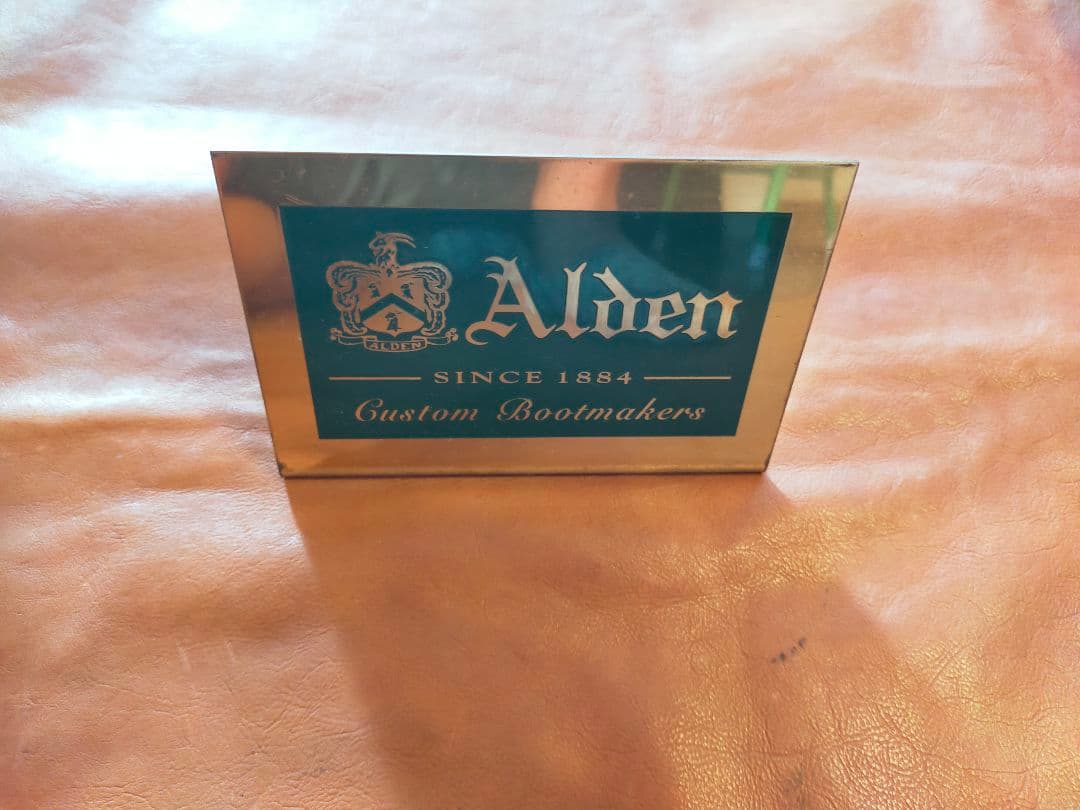 Alden
ALDEN
SINCE 1884
Custom Bootmakers